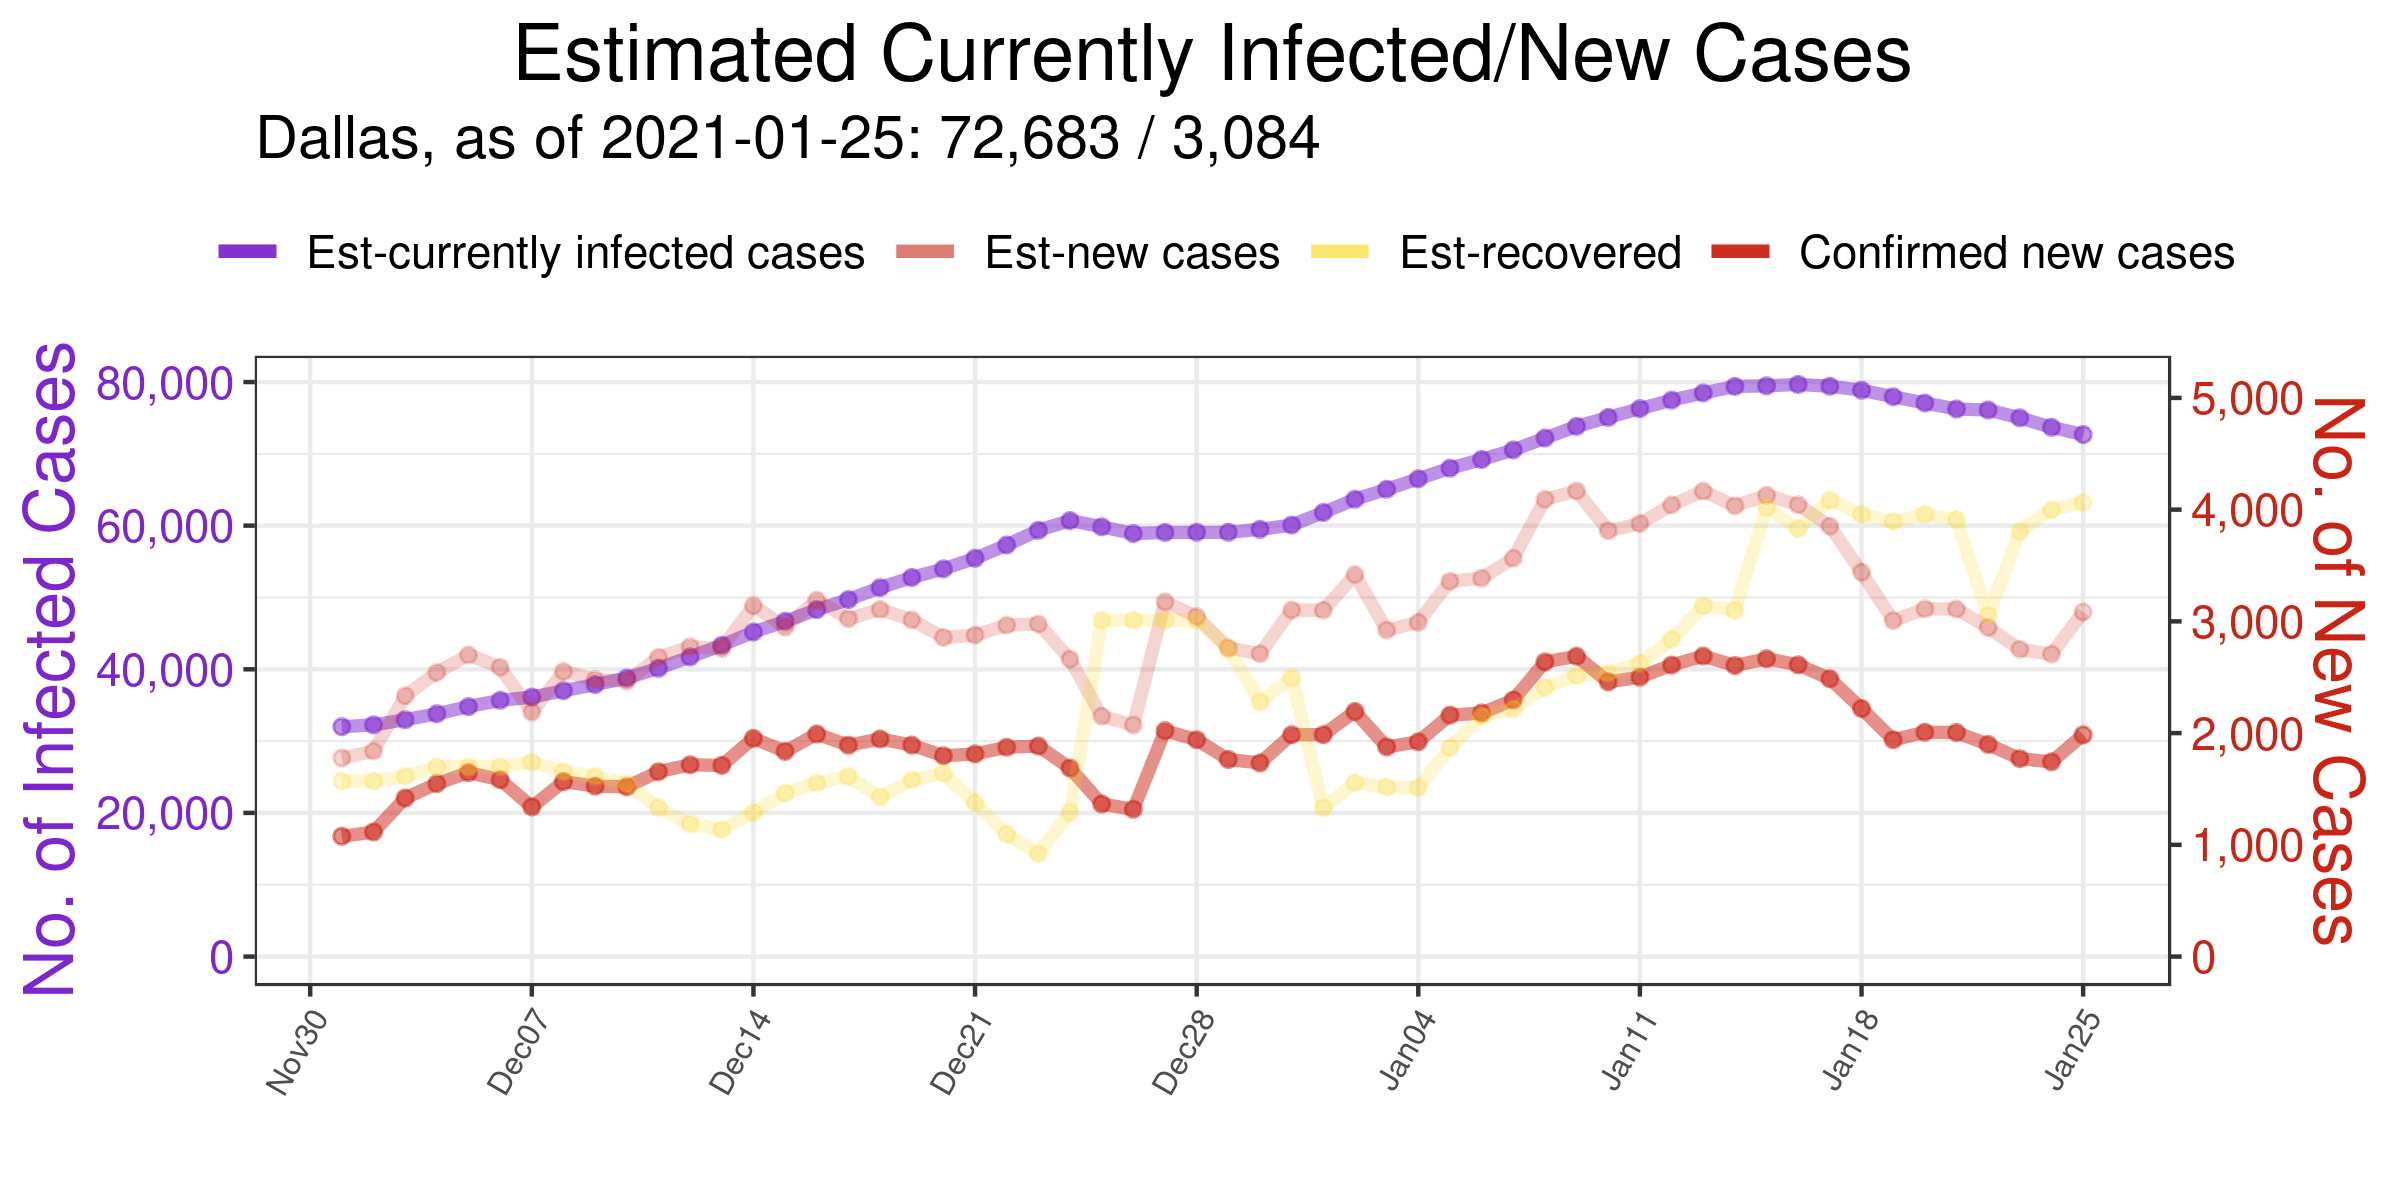 Estimated Currently Infected/New Cases
Dallas, as of 2021-01-25: 72,683 / 3,084
Est-currently infected cases Est-new cases Est-recovered Confirmed new cases
No. of Infected Cases
80,000
60,000
40,000
20,000
0
5,000
4,000
3,000
2,000
1,000
0
No. of New Cases
Nov30 Dec07 Dec14 Dec21 Dec28 Jan04 Jan11 Jan18 Jan25